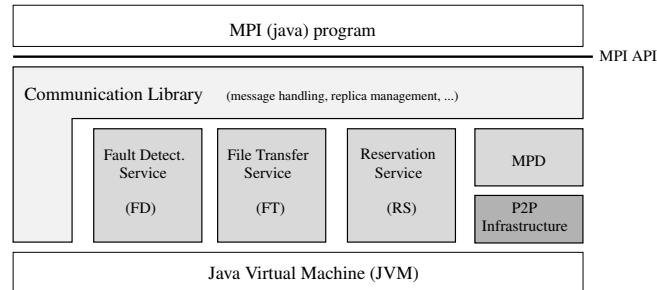 MPI (java) program
MPI API
Communication Library (message handling, replica management, ...)
Fault Detect.
Service
(FD)
File Transfer
Service
(FT)
Reservation
Service
(RS)
MPD
P2P
Infrastructure
Java Virtual Machine (JVM)